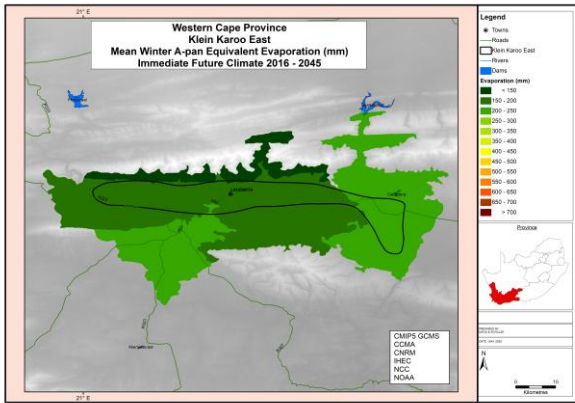 Western Cape Province
Klein Karoo East
Mean Winter A-pan Equivalent Evaporation (mm)
Immediate Future Climate 2016 - 2045
21° E
21° E
CMIP5 GCMS
CCMA
CNRM
IHEC
NCC
NOAA
Legend
Towns
Roads
Klein Karoo East
Rivers
Dams
Evaporation (mm)
< 150
150 - 200
200 - 250
250 - 300
300 - 350
350 - 400
400 - 450
450 - 500
500 - 550
550 - 600
600 - 650
650 - 700
> 700
Province
N
0
10
Kilometres